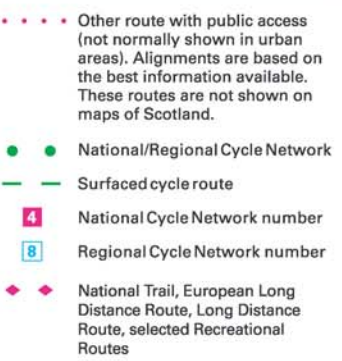 Other route with public access
(not normally shown in urban
areas). Alignments are based on
the best information available.
These routes are not shown on
maps of Scotland.
National/Regional Cycle Network
Surfaced cycle route
4 National Cycle Network number
8 Regional Cycle Network number
National Trail, European Long
Distance Route, Long Distance
Route, selected Recreational
Routes